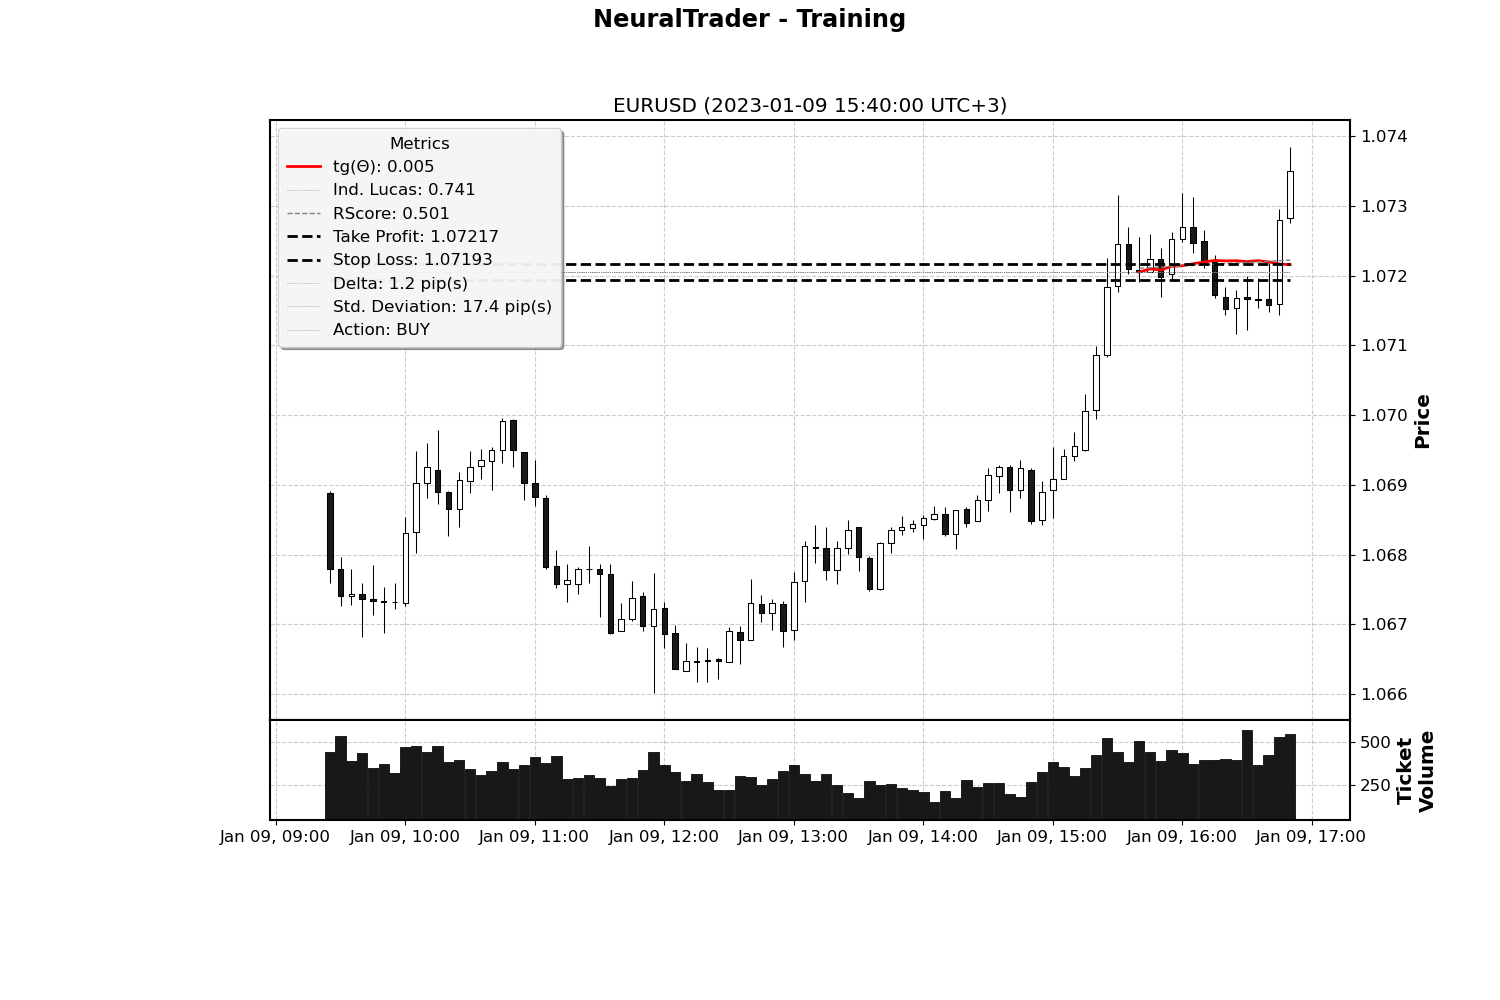 NeuralTrader - Training
EURUSD (2023-01-09 15:40:00 UTC+3)
Metrics
tg(Θ): 0.005
Ind. Lucas: 0.741
RScore: 0.501
Take Profit: 1.07217
Stop Loss: 1.07193
Delta: 1.2 pip(s)
Std. Deviation: 17.4 pip(s)
Action: BUY
1.074
1.073
1.072
1.071
1.070
1.069
1.068
1.067
1.066
Price
500
250
Ticket
Volume
Jan 09, 09:00 Jan 09, 10:00 Jan 09, 11:00 Jan 09, 12:00 Jan 09, 13:00 Jan 09, 14:00 Jan 09, 15:00 Jan 09, 16:00 Jan 09, 17:00